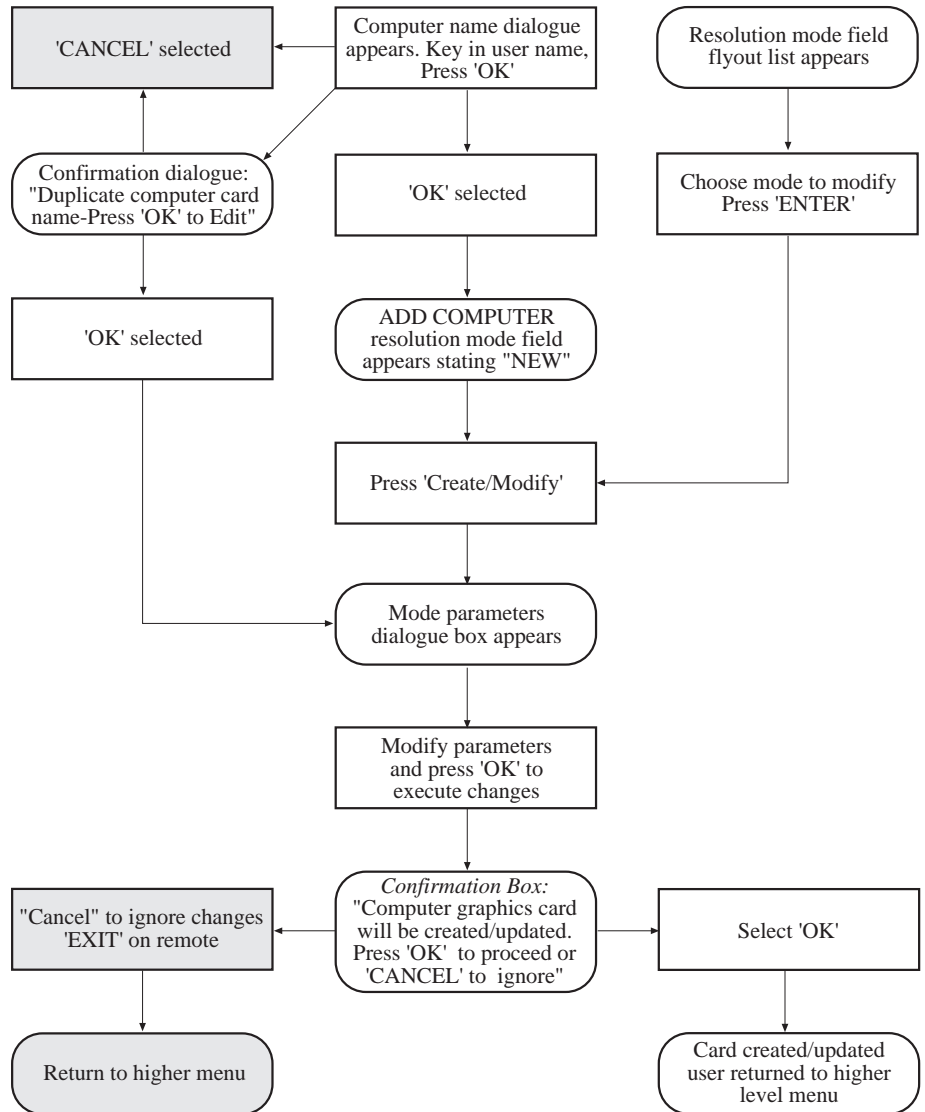 'CANCEL' selected
Computer name dialogue
appears. Key in user name,
Press 'OK'
Resolution mode field
flyout list appears
Confirmation dialogue:
"Duplicate computer card
name-Press 'OK' to Edit"
'OK' selected
Choose mode to modify
Press 'ENTER'
'OK' selected
ADD COMPUTER
resolution mode field
appears stating "NEW"
Press 'Create/Modify'
Mode parameters
dialogue box appears
Modify parameters
and press 'OK' to
execute changes
"Cancel" to ignore changes
'EXIT' on remote
Confirmation Box:
"Computer graphics card
will be created/updated.
Press 'OK' to proceed or
'CANCEL' to ignore"
Select 'OK'
Return to higher menu
Card created/updated
user returned to higher
level menu